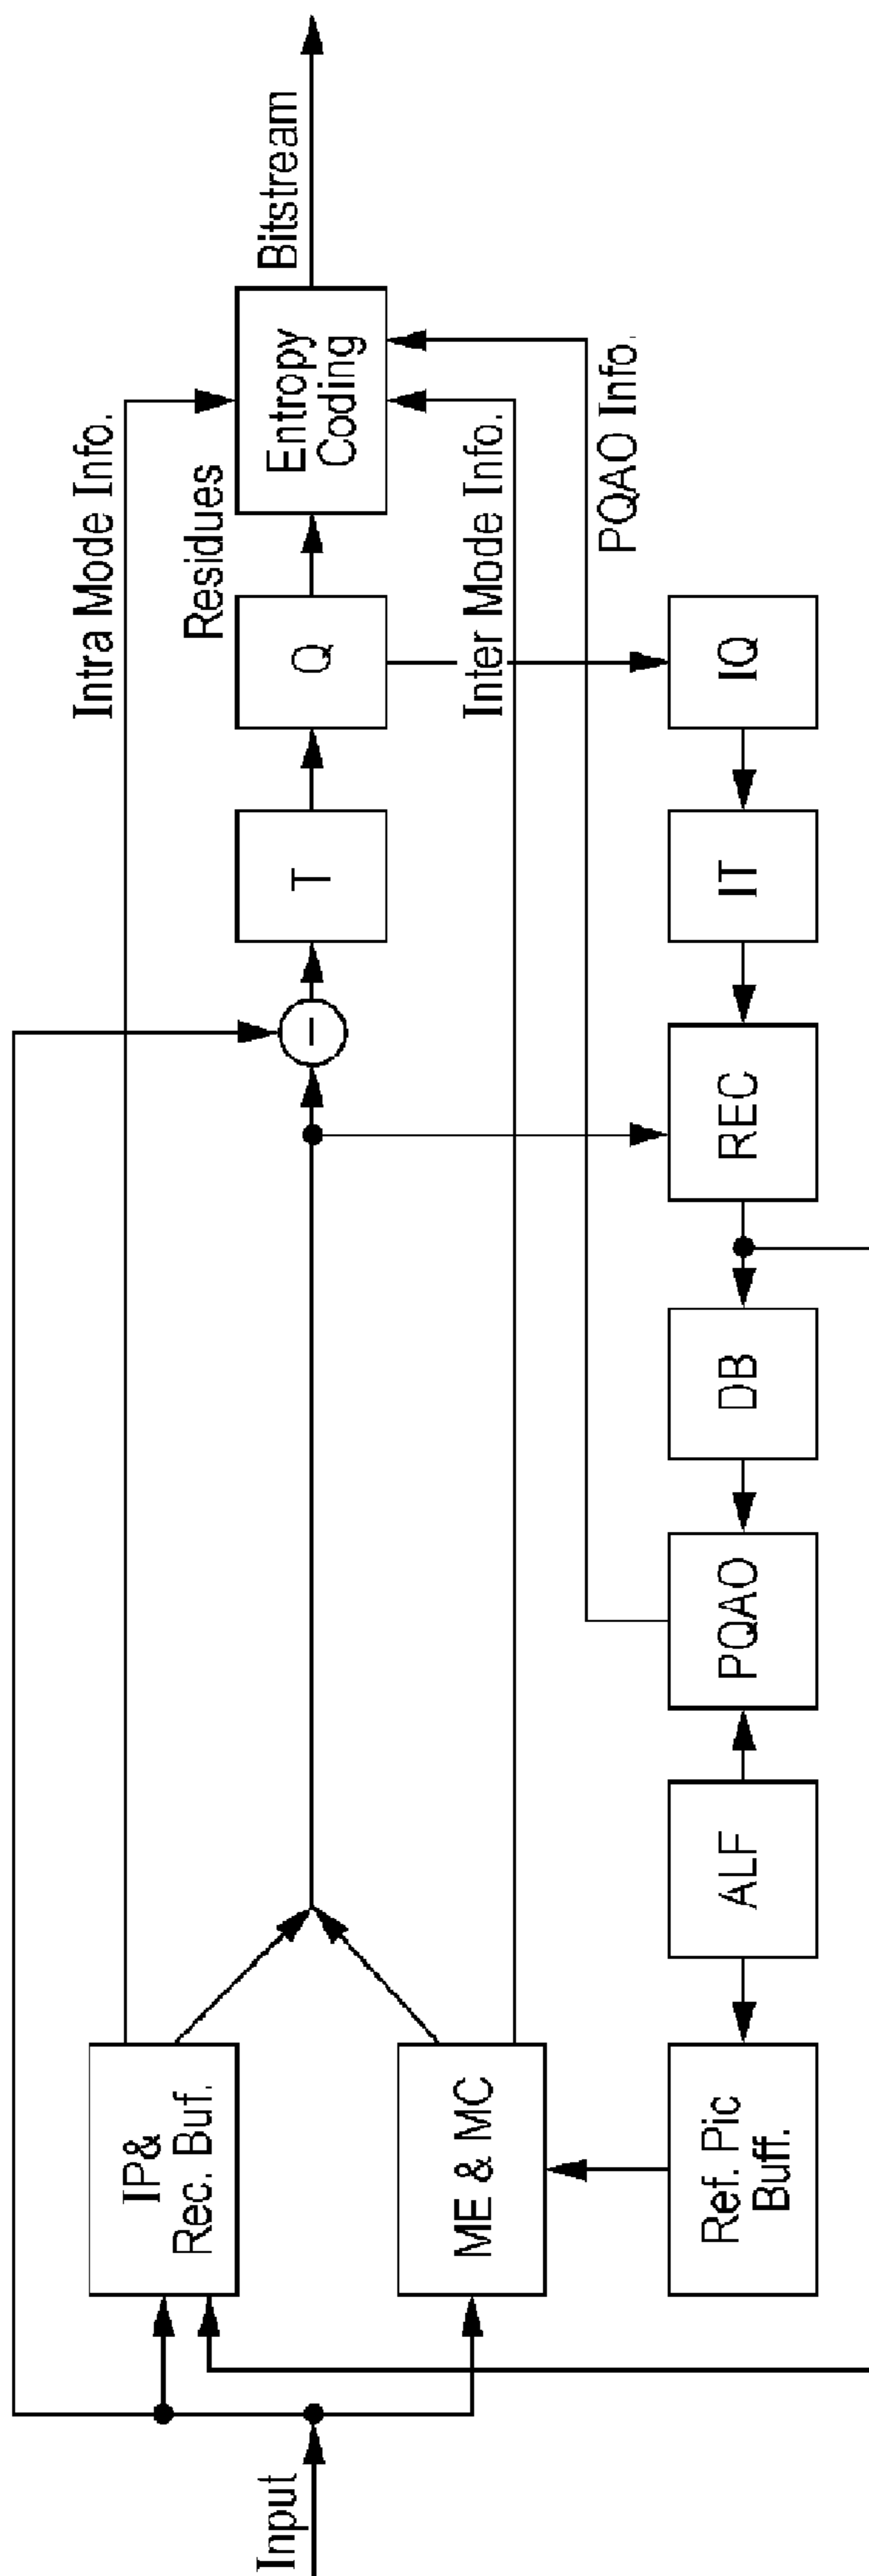 Input
IP&
Rec. Buf.
Intra Mode Info.
T
Q
Residues
Entropy
Coding
Bitstream
ME & MC
Inter Mode Info.
PQAO Info.
Ref. Pic
Buff.
ALF
PQAO
DB
REC
IT
IQ